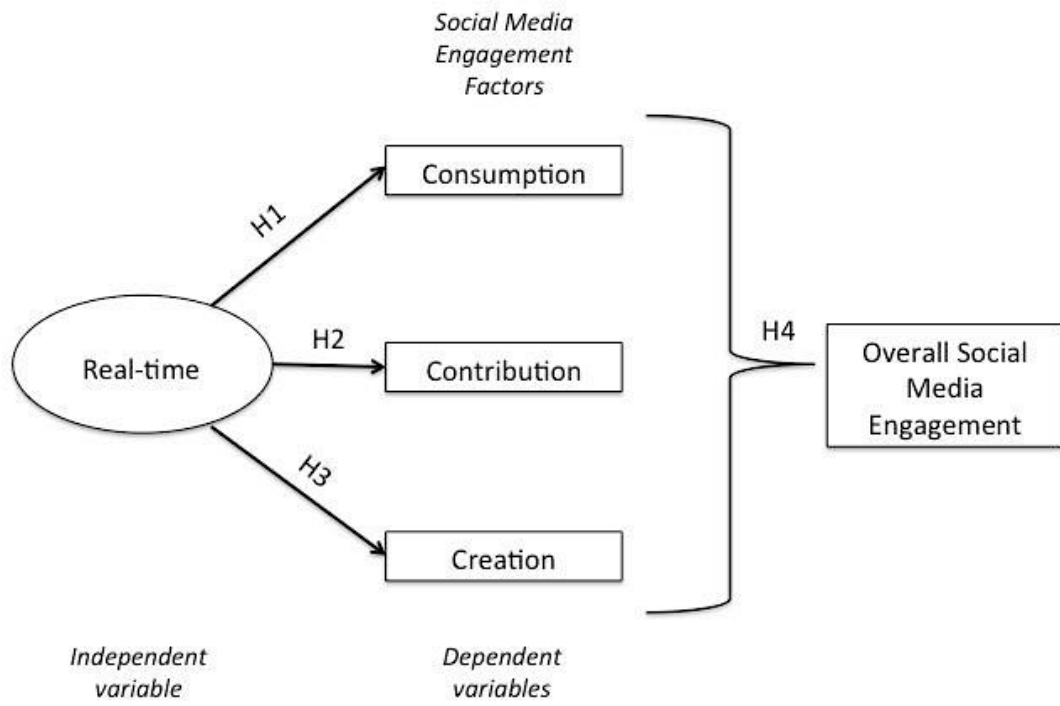 Social Media
Engagement
Factors
Consumption
H1
H2
H4
Real-time
Contribution
Overall Social
Media
Engagement
H3
Creation
Independent
variable
Dependent
variables